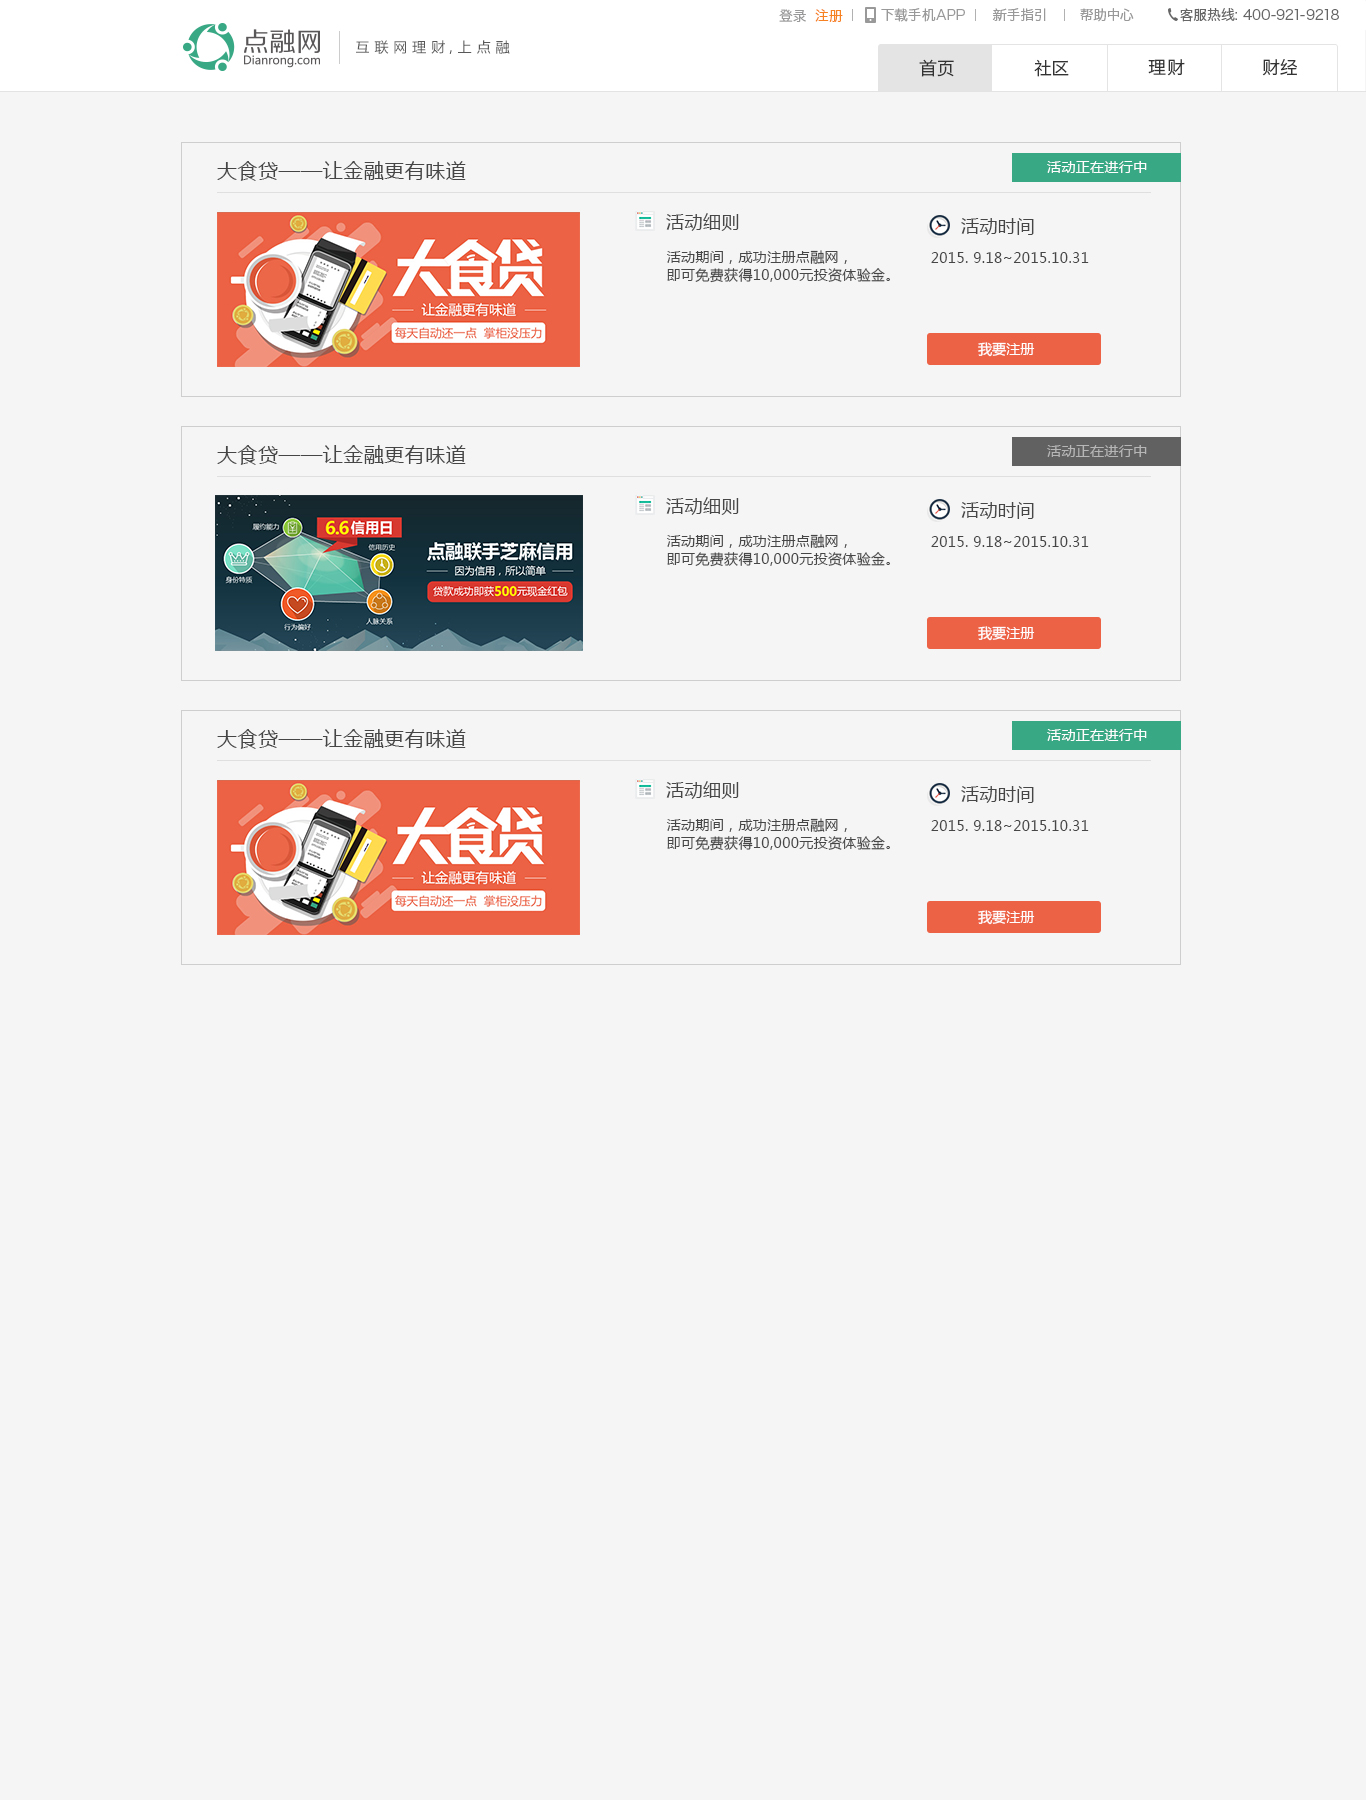 登录 注册 | 下载手机APP | 新手指引 | 帮助中心 客服热线: 400-921-9218
点融网
Dianrong.com
互联网理财,上点融
首页 社区 理财 财经
大食贷——让金融更有味道
活动正在进行中
大食贷
让金融更有味道
每天自动还一点 掌柜没压力
活动细则
活动期间，成功注册点融网，
即可免费获得10,000元投资体验金。
活动时间
2015. 9.18~2015.10.31
我要注册
大食贷——让金融更有味道
活动正在进行中
履约能力
6.6信用日
信用历史
身份特质
行为偏好
人脉关系
点融联手芝麻信用
因为信用，所以简单
贷款成功即获500元现金红包
活动细则
活动期间，成功注册点融网，
即可免费获得10,000元投资体验金。
活动时间
2015. 9.18~2015.10.31
我要注册
大食贷——让金融更有味道
活动正在进行中
大食贷
让金融更有味道
每天自动还一点 掌柜没压力
活动细则
活动期间，成功注册点融网，
即可免费获得10,000元投资体验金。
活动时间
2015. 9.18~2015.10.31
我要注册